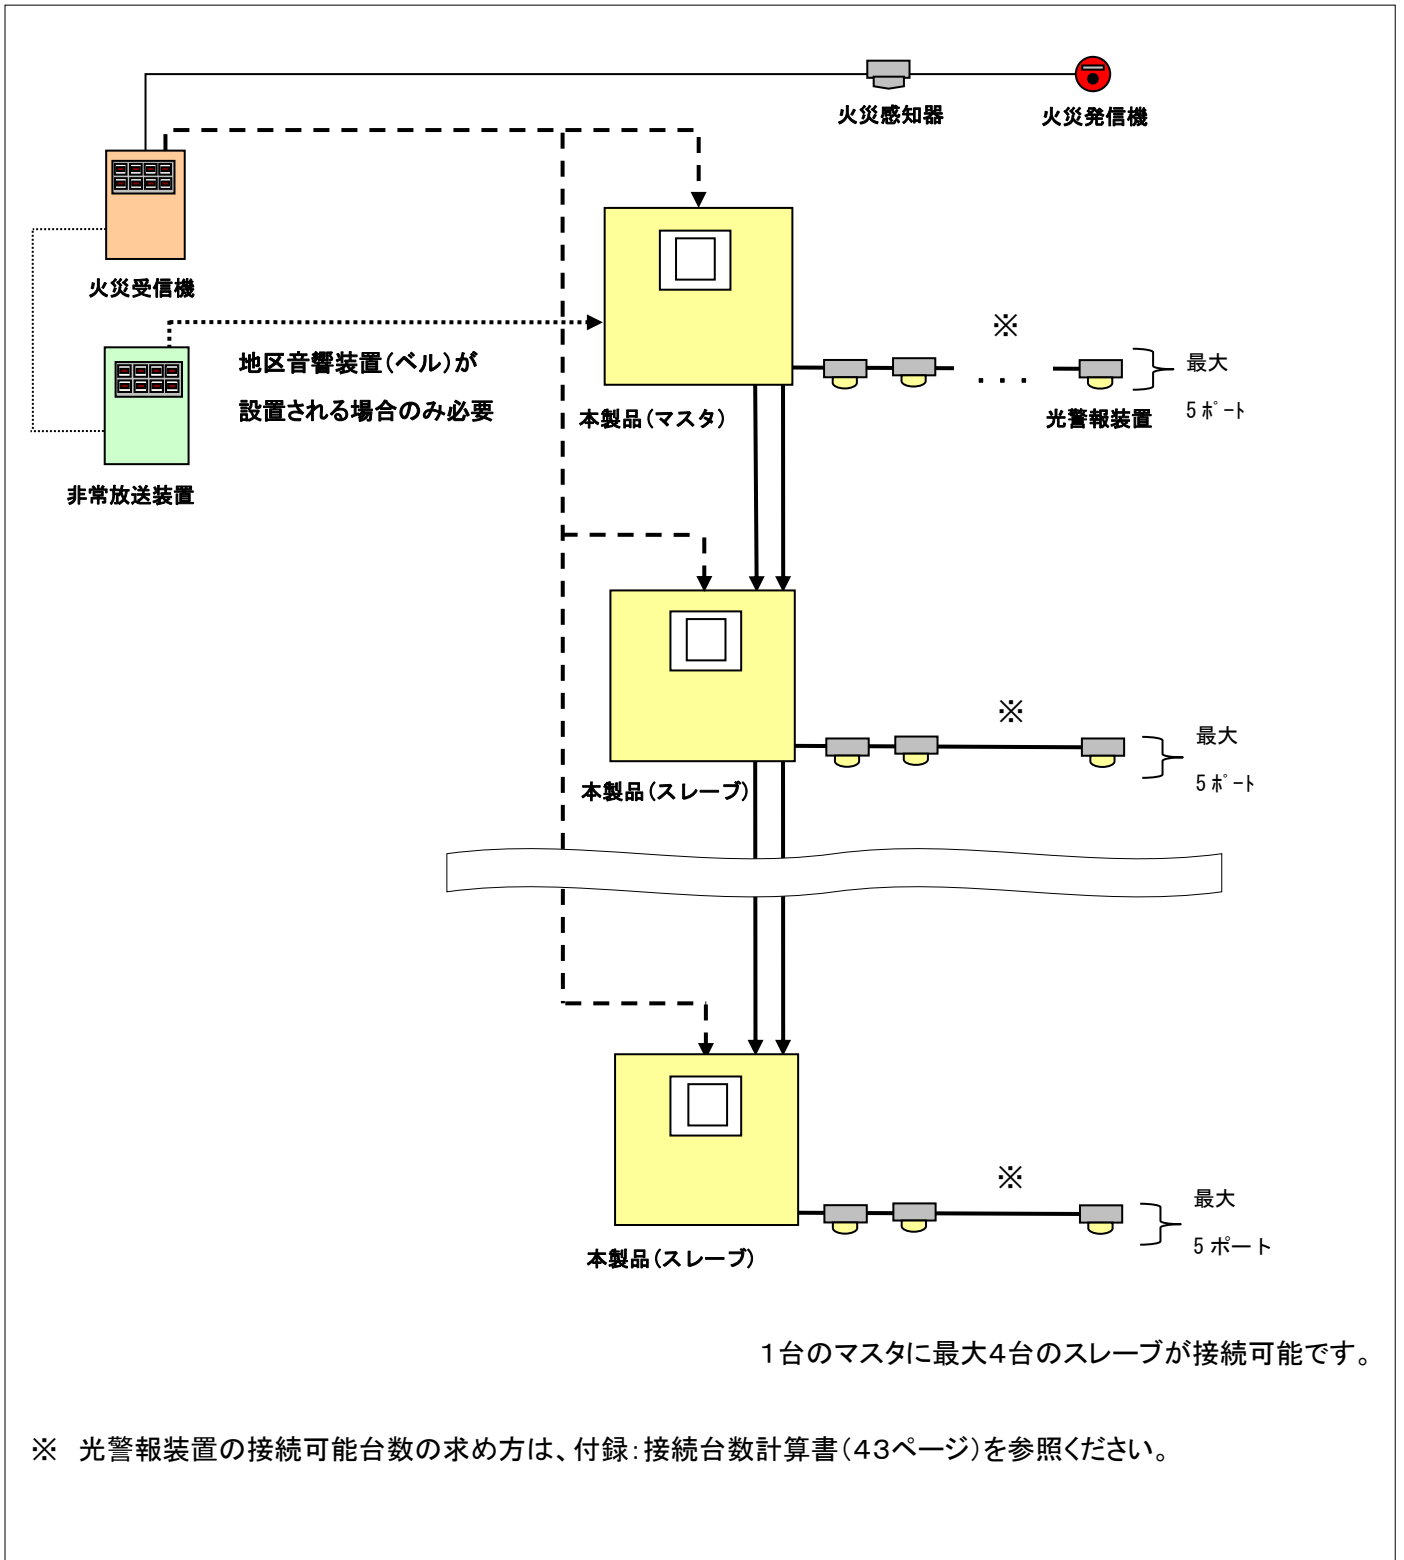 火災感知器
火災発信機
火災受信機
※
地区音響装置(ベル)が
設置される場合のみ必要
・・・
最大
5ﾎﾟｰﾄ
本製品(マスタ)
光警報装置
非常放送装置
※
最大
5ﾎﾟｰﾄ
本製品(スレーブ)
※
最大
5ポート
本製品(スレーブ)
1台のマスタに最大4台のスレーブが接続可能です。
※ 光警報装置の接続可能台数の求め方は、付録:接続台数計算書(43ページ)を参照ください。